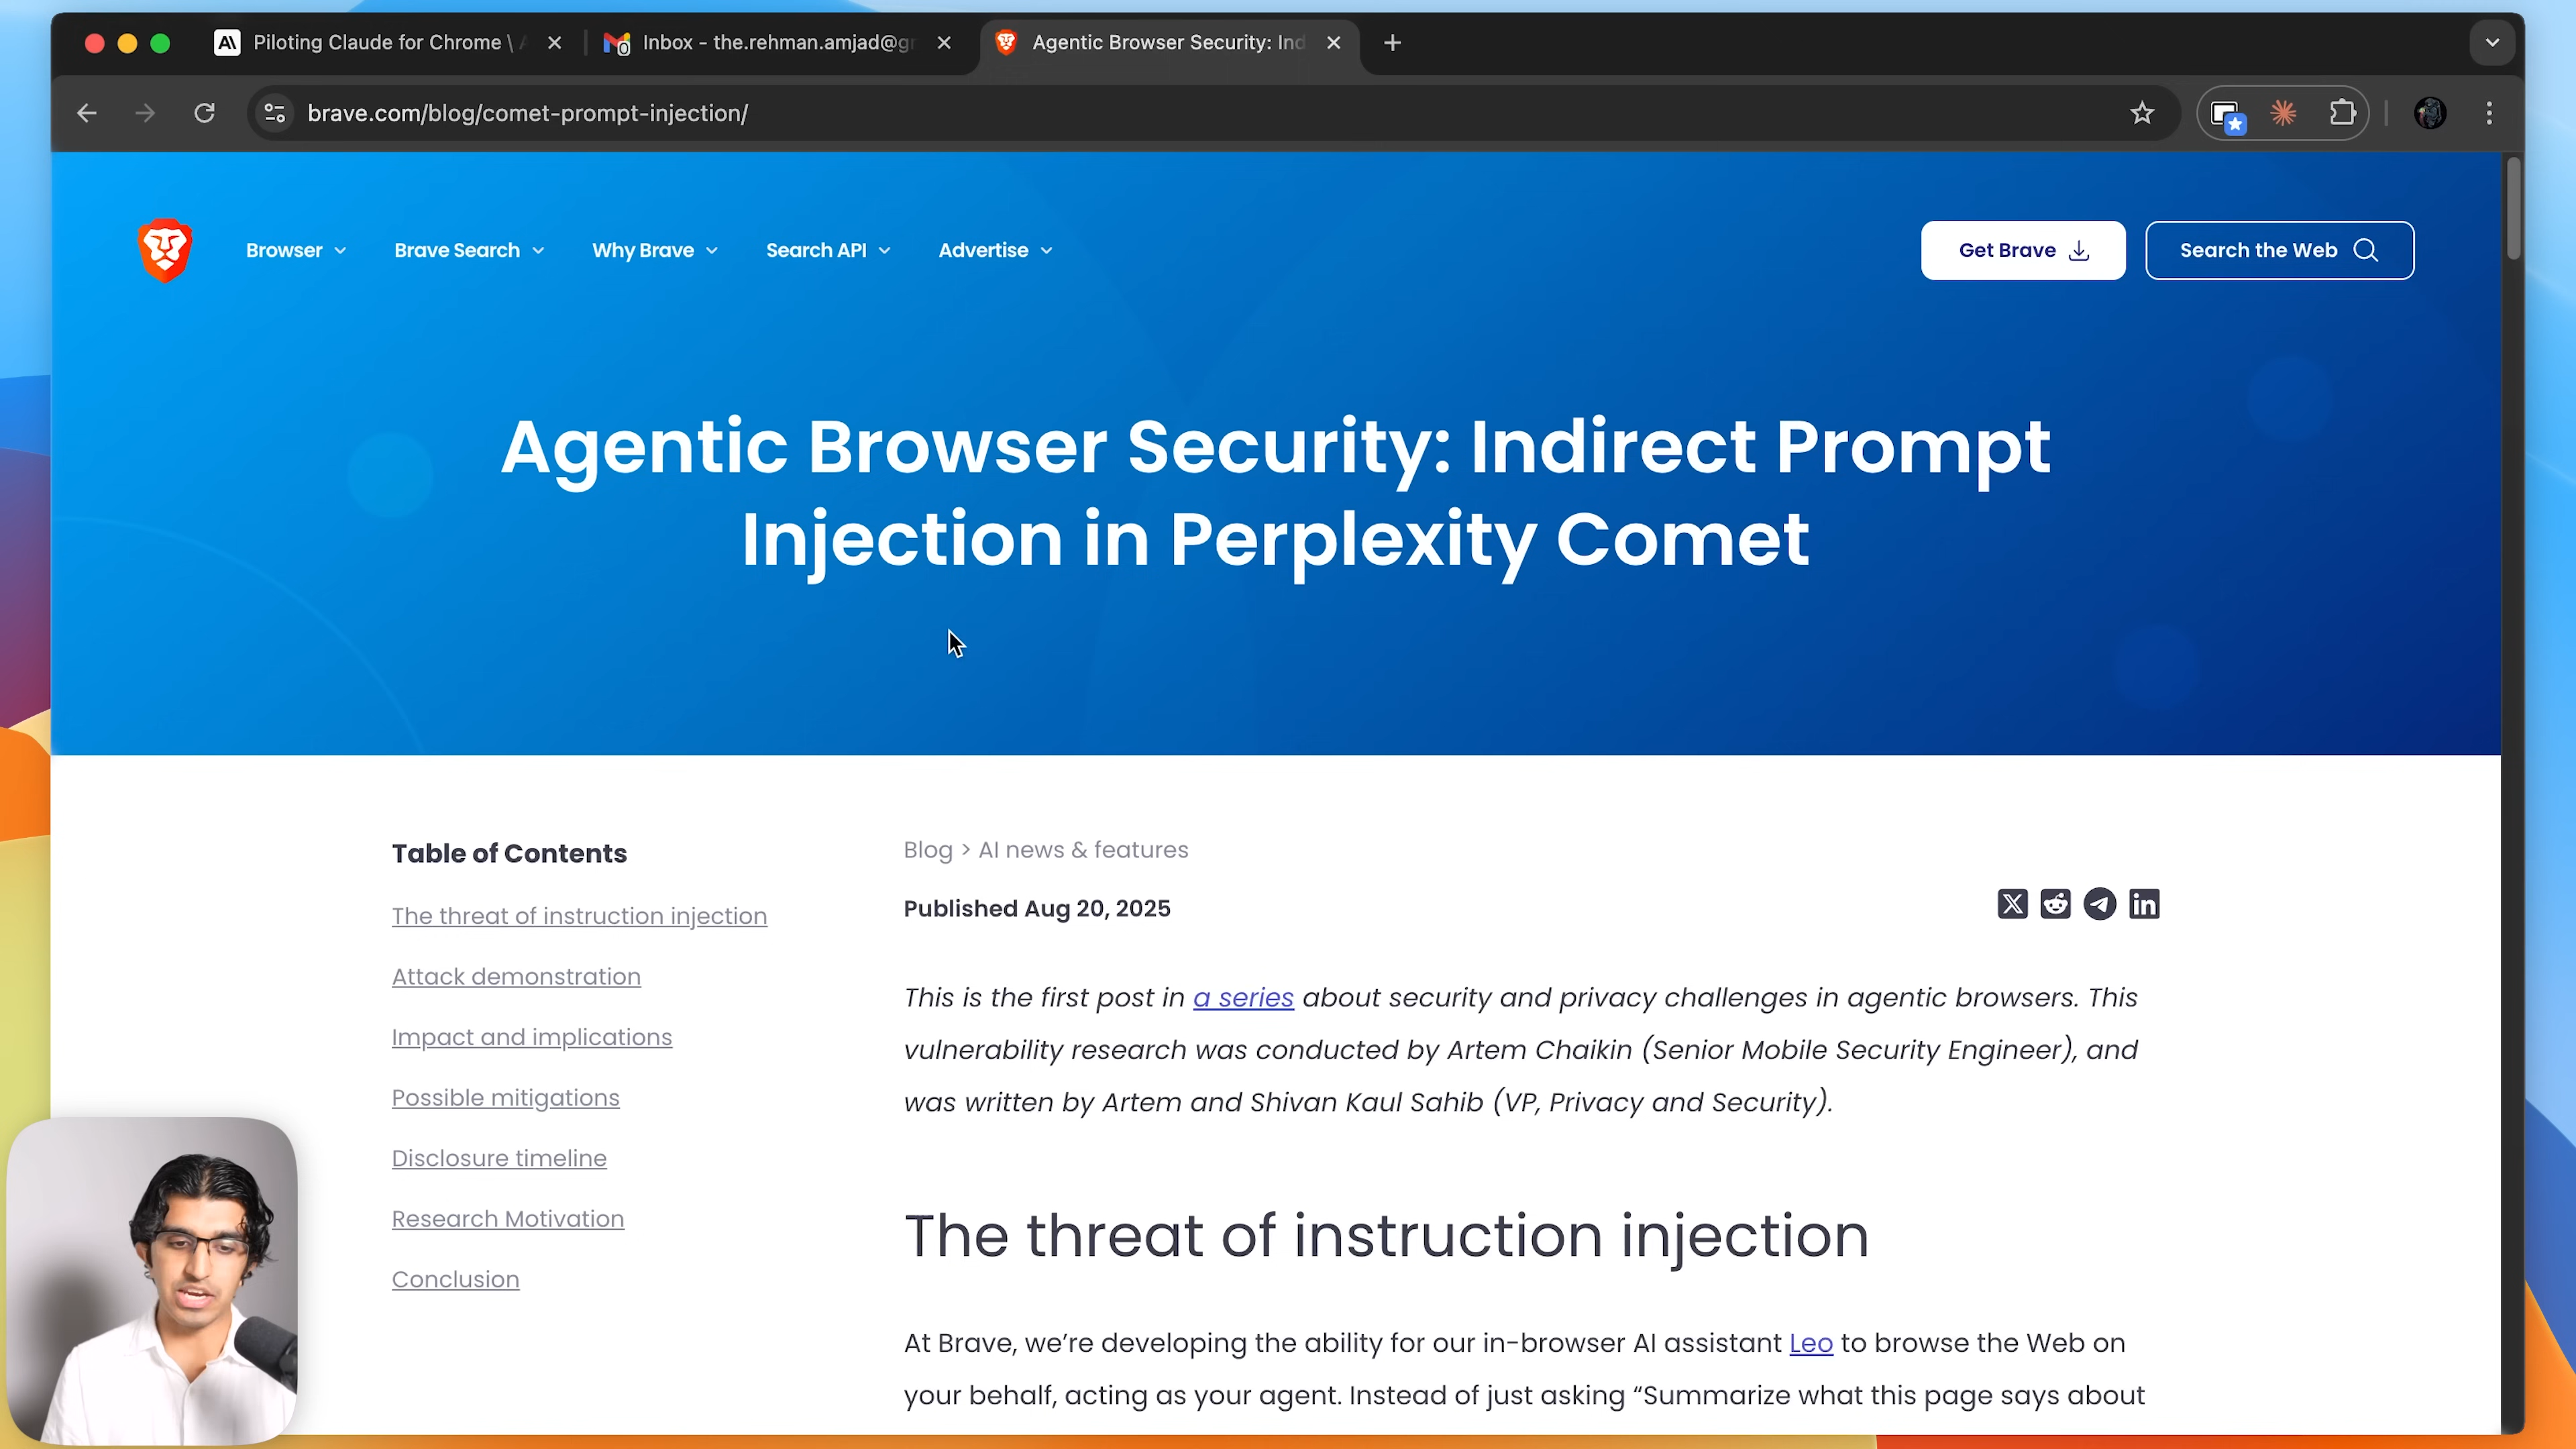 Piloting Claude for Chrome \
Inbox - the.rehman.amjad@g
Agentic Browser Security: Ind
brave.com/blog/comet-prompt-injection/
Browser
Brave Search
Why Brave
Search API
Advertise
Get Brave
Search the Web
Agentic Browser Security: Indirect Prompt
Injection in Perplexity Comet
Table of Contents
The threat of instruction injection
Attack demonstration
Impact and implications
Possible mitigations
Disclosure timeline
Research Motivation
Conclusion
Blog > AI news & features
Published Aug 20, 2025
This is the first post in a series about security and privacy challenges in agentic browsers. This
vulnerability research was conducted by Artem Chaikin (Senior Mobile Security Engineer), and
was written by Artem and Shivan Kaul Sahib (VP, Privacy and Security).
The threat of instruction injection
At Brave, we’re developing the ability for our in-browser AI assistant Leo to browse the Web on
your behalf, acting as your agent. Instead of just asking “Summarize what this page says about